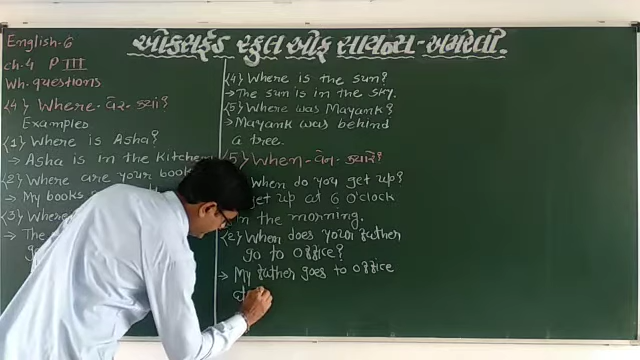 ઓક્સફર્ડ સ્કુલ ઓફ સાયન્સ-અમરેલી.
English-6
ch.4 P III
Wh. questions
(4) Where - વેર - ક્યાં?
Examples
(1) Where is Asha?
→ Asha is in the kitchen
(2) Where are your book
→ My books
(3) Where
→ The
(4) Where is the sun?
→ The sun is in the sky.
(5) Where was Mayank?
→ Mayank was behind
a tree.
(5) When - વેન - ક્યારે?
When do you get up?
get up at 6 o'clock
in the morning.
(2) When does your father
go to office?
→ My father goes to office
at